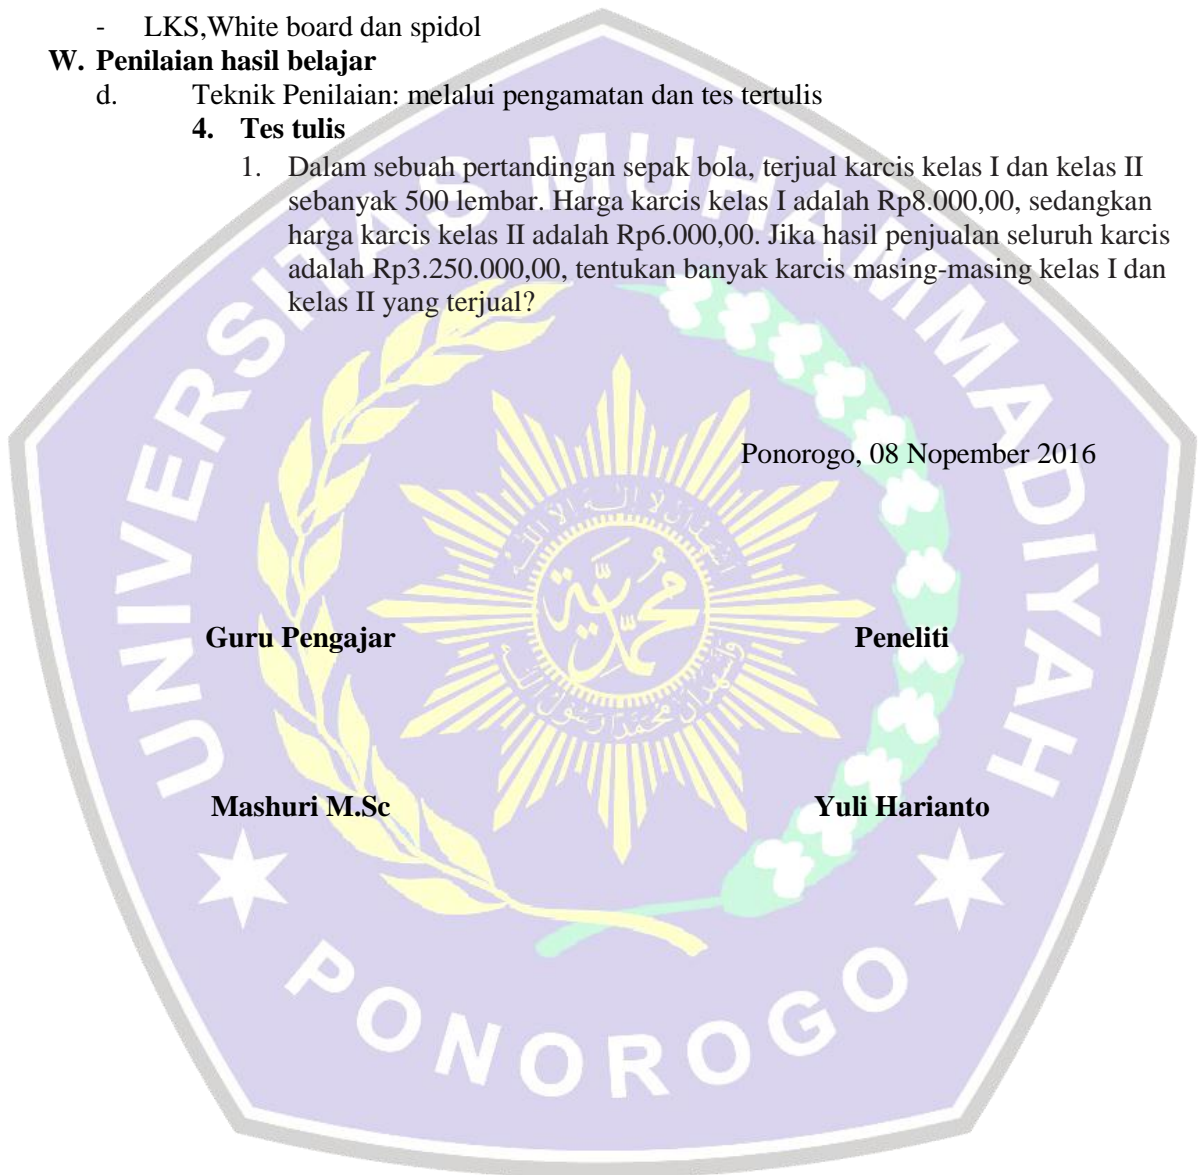 - LKS,White board dan spidol
W. Penilaian hasil belajar
d. Teknik Penilaian: melalui pengamatan dan tes tertulis
4. Tes tulis
1. Dalam sebuah pertandingan sepak bola, terjual karcis kelas I dan kelas II
sebanyak 500 lembar. Harga karcis kelas I adalah Rp8.000,00, sedangkan
harga karcis kelas II adalah Rp6.000,00. Jika hasil penjualan seluruh karcis
adalah Rp3.250.000,00, tentukan banyak karcis masing-masing kelas I dan
kelas II yang terjual?
Ponorogo, 08 Nopember 2016
Guru Pengajar Peneliti
Mashuri M.Sc Yuli Harianto
UNIVERSITAS MUHAMMADIYAH
PONOROGO
محمدية